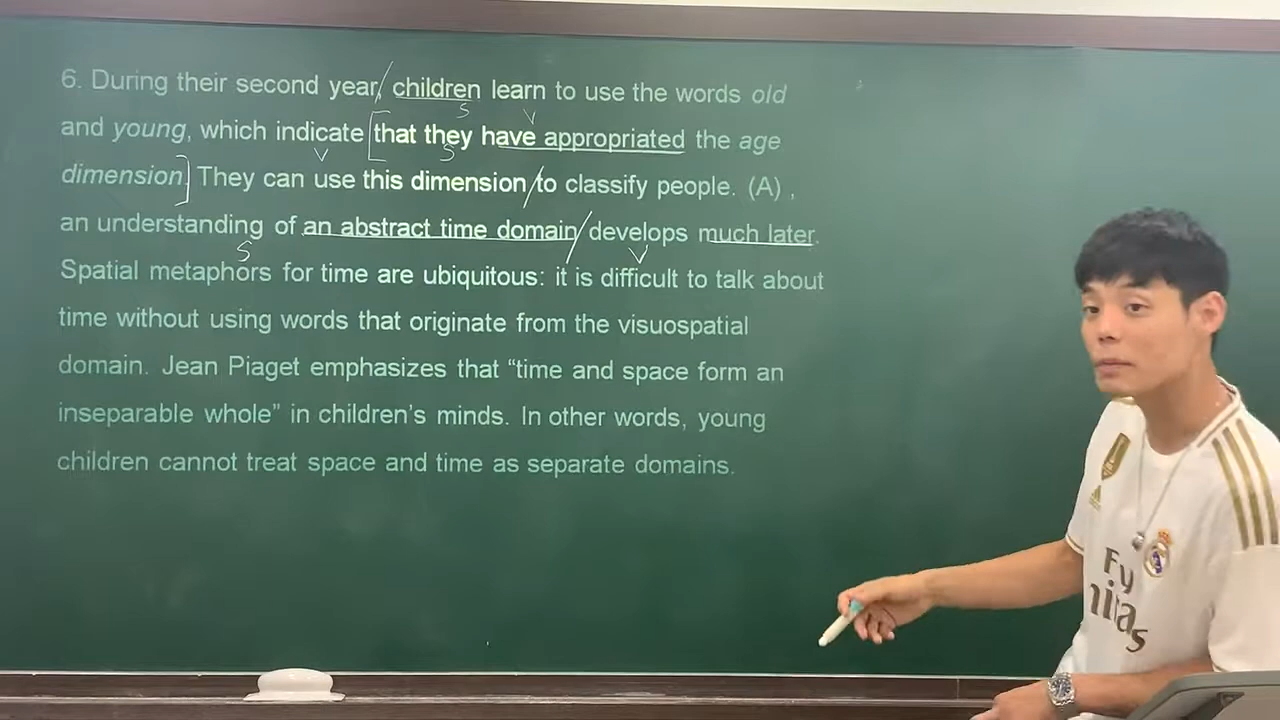 6. During their second year, children learn to use the words old
and young, which indicate that they have appropriated the age
dimension. They can use this dimension to classify people. (A) ,
an understanding of an abstract time domain develops much later.
Spatial metaphors for time are ubiquitous: it is difficult to talk about
time without using words that originate from the visuospatial
domain. Jean Piaget emphasizes that “time and space form an
inseparable whole” in children's minds. In other words, young
children cannot treat space and time as separate domains.
S
V
V
S
S
V
Fly